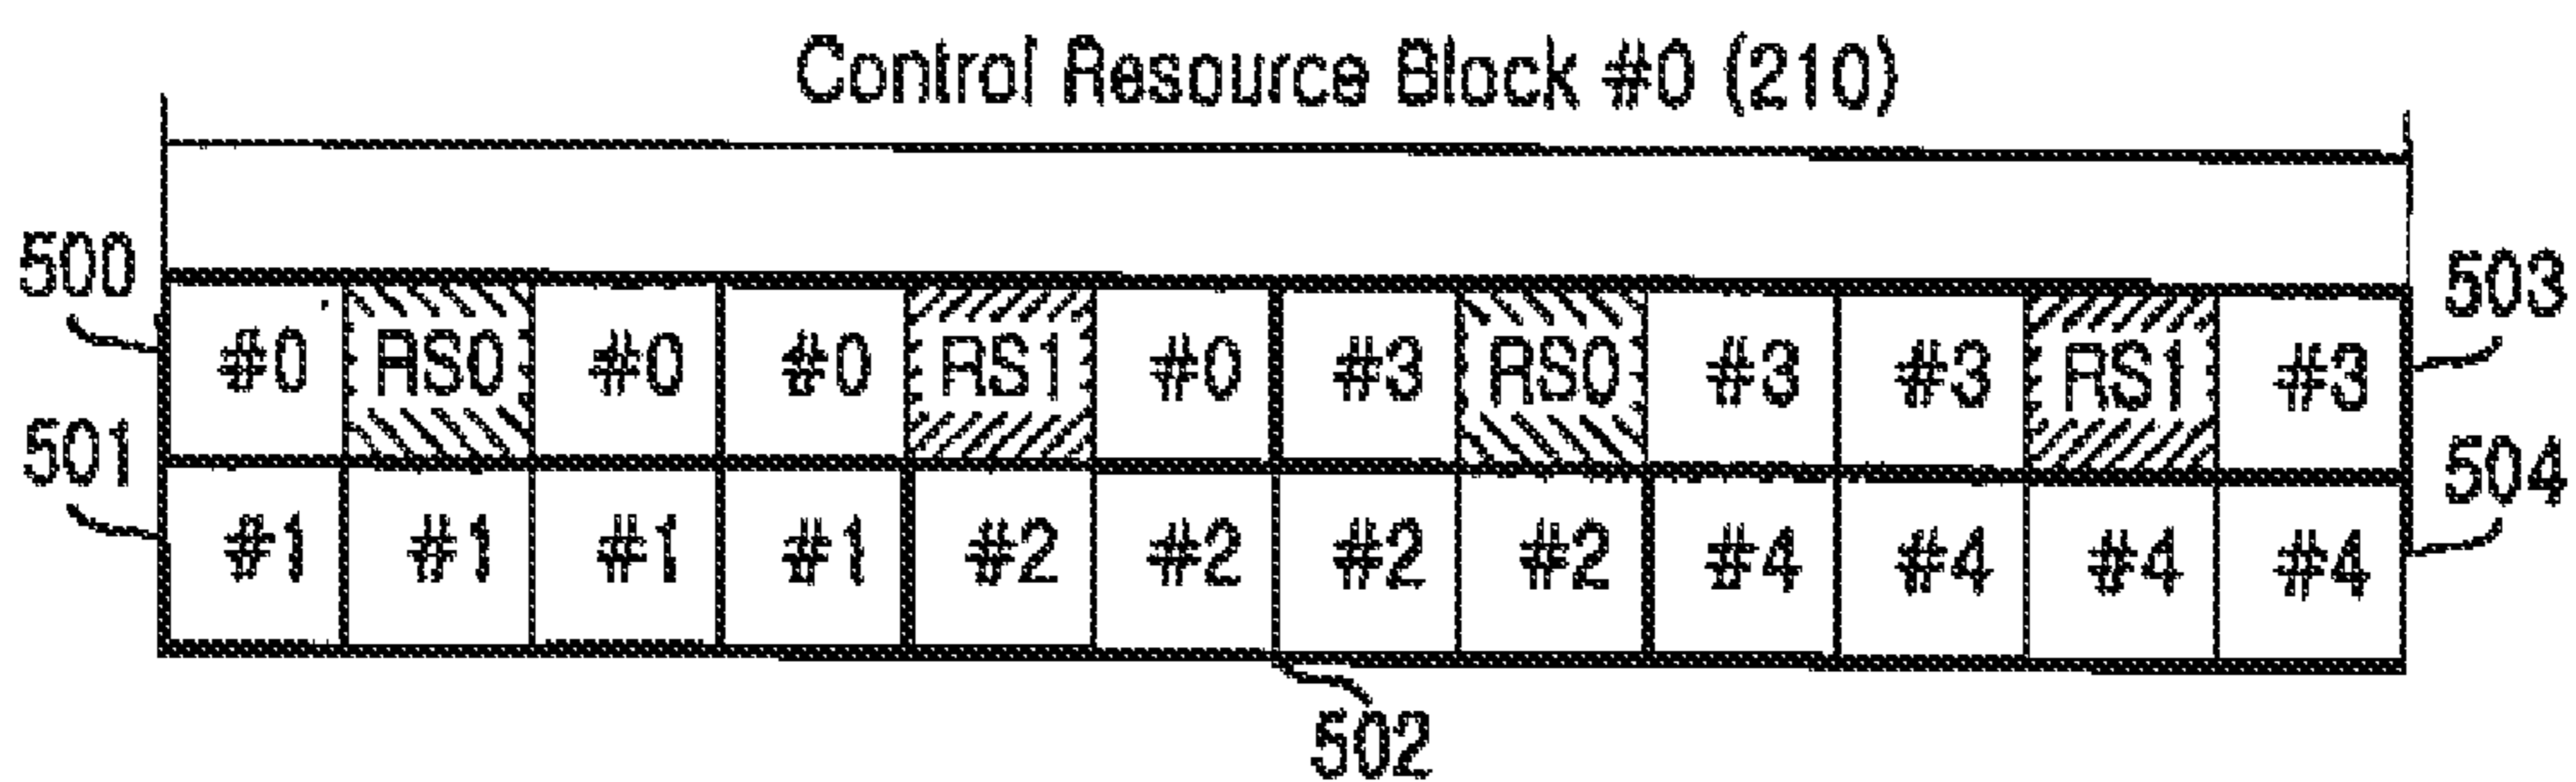 Control Resource Block #0 (210)
500 503
#0 RS0 #0 #0 RS1 #0 #3 RS0 #3 #3 RS1 #3
501 504
#1 #1 #1 #1 #2 #2 #2 #2 #4 #4 #4 #4
502